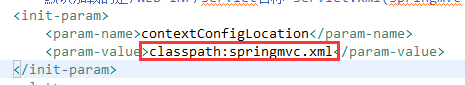 <init-param>
<param-name>contextConfigLocation</param-name>
<param-value>classpath:springmvc.xml</param-value>
</init-param>